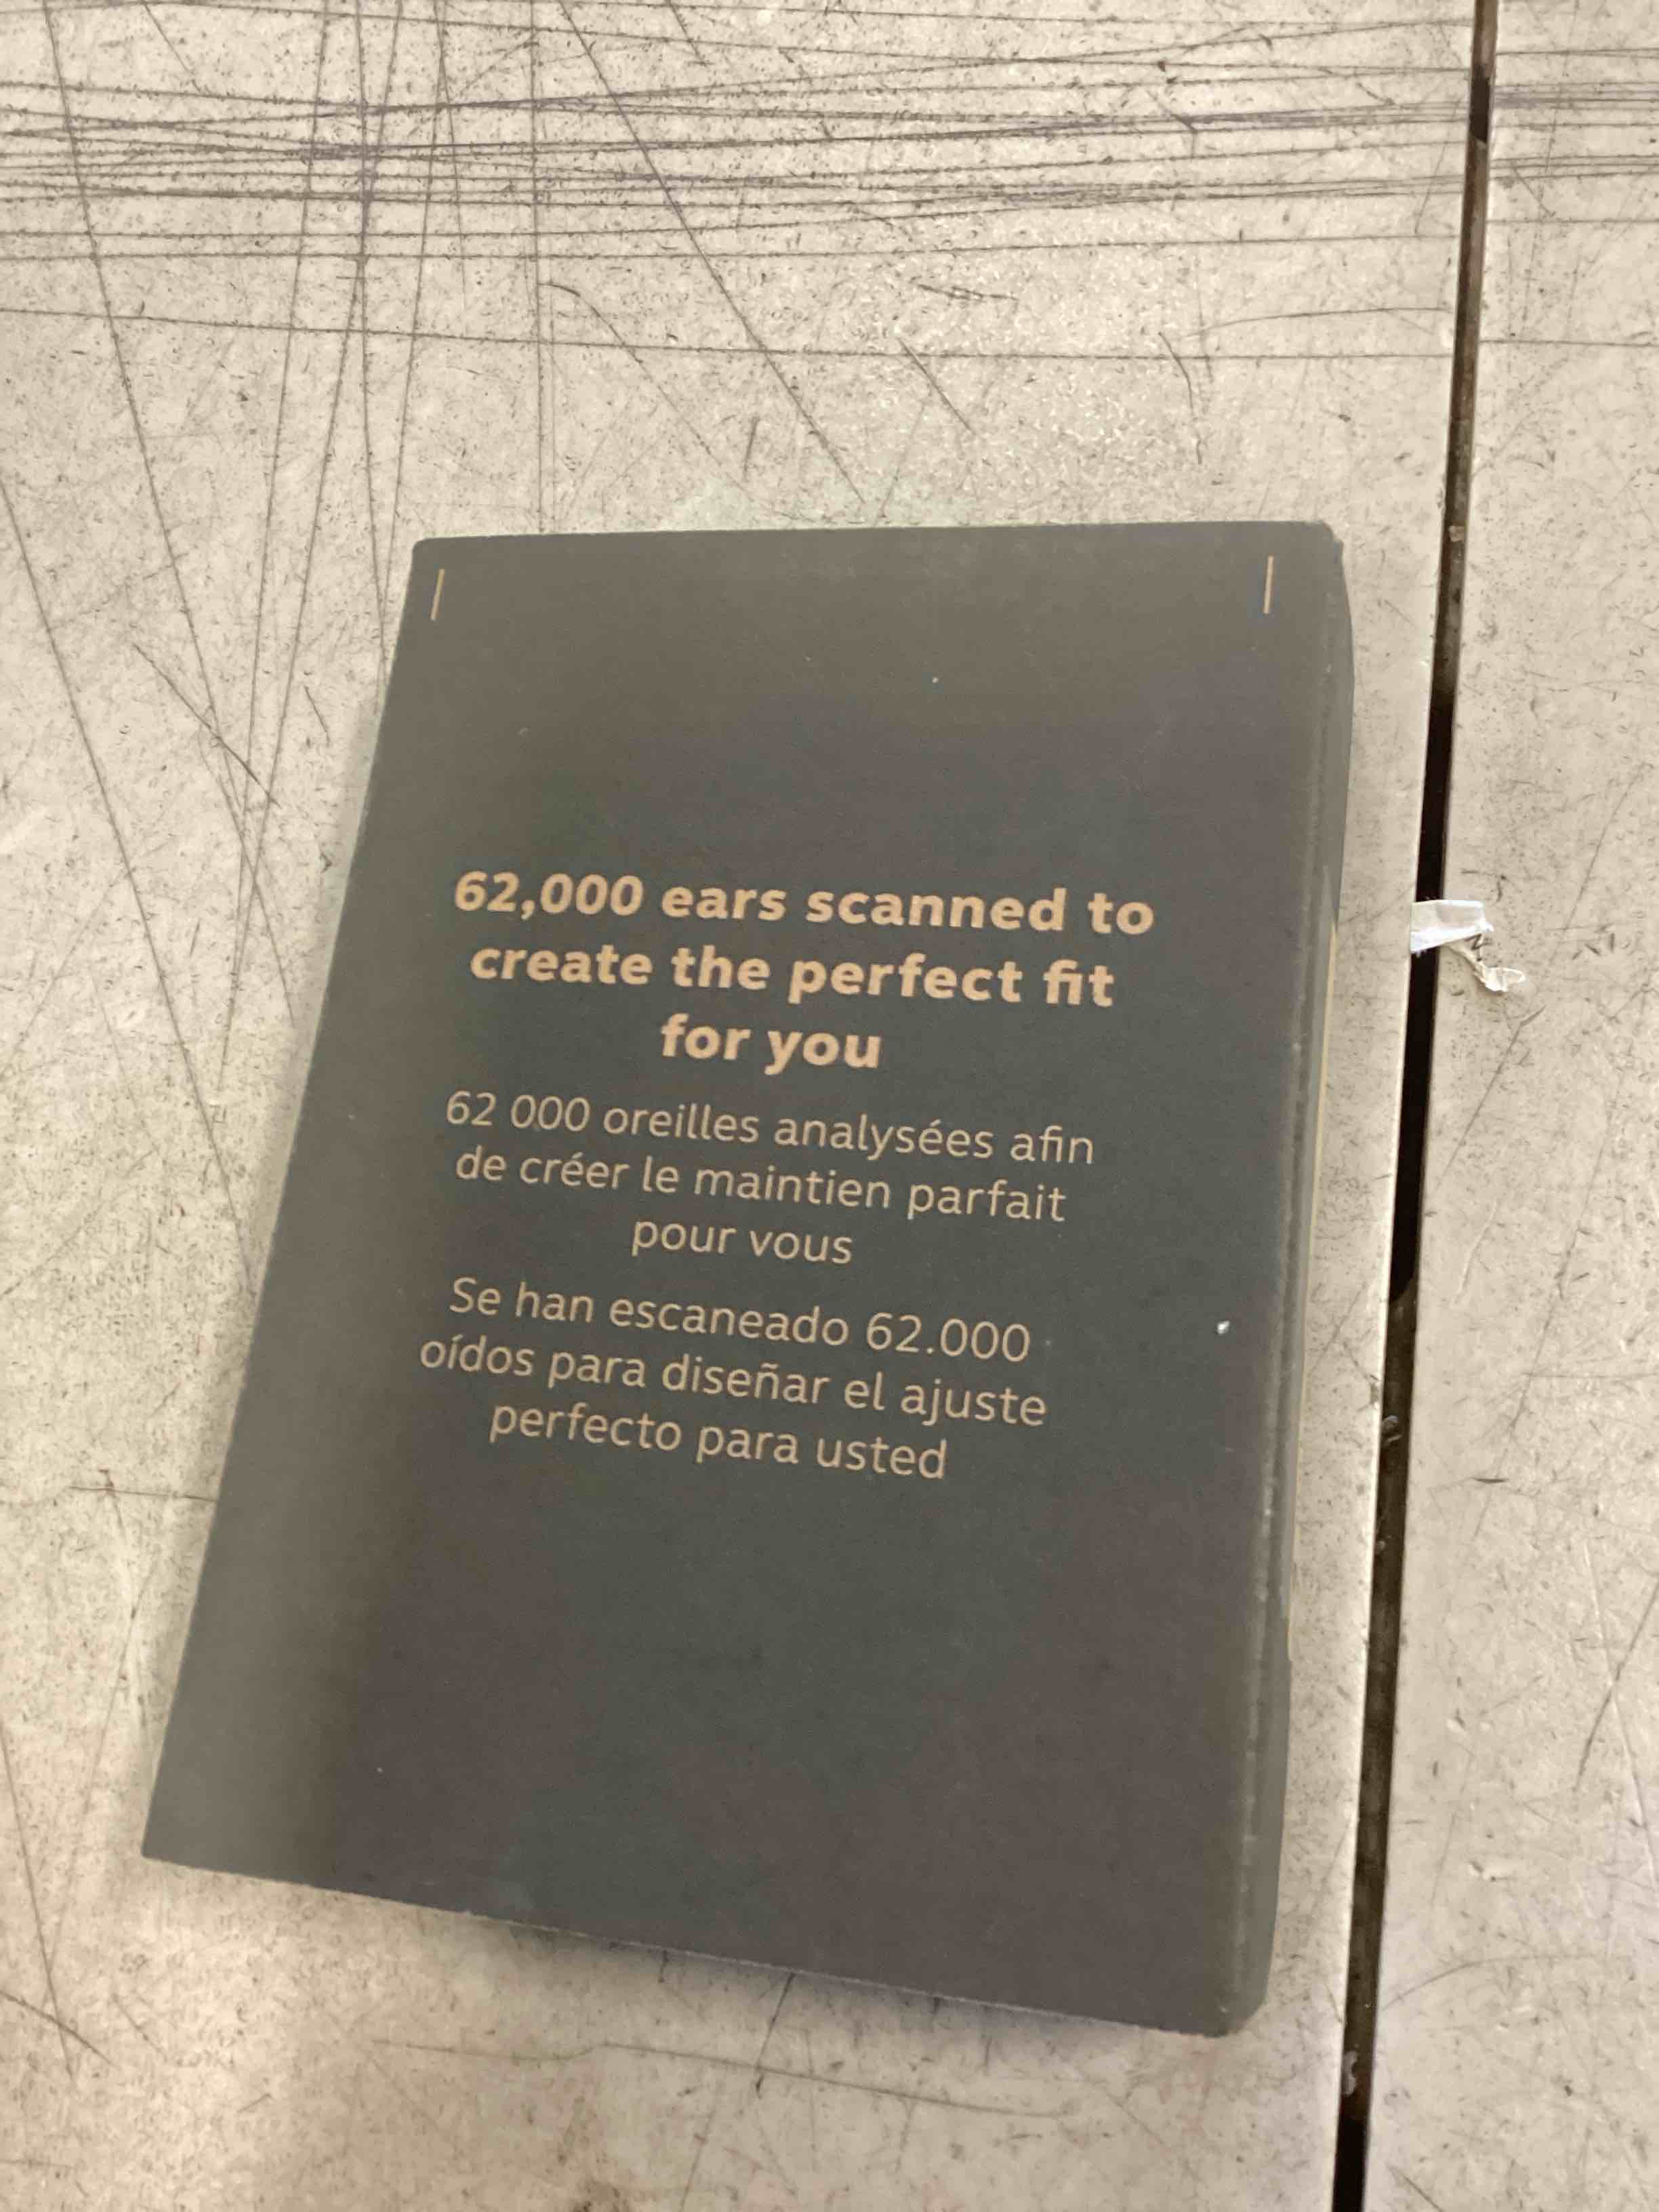 62,000 ears scanned to
create the perfect fit
for you
62 000 oreilles analysées afin
de créer le maintien parfait
pour vous
Se han escaneado 62.000
oídos para diseñar el ajuste
perfecto para usted